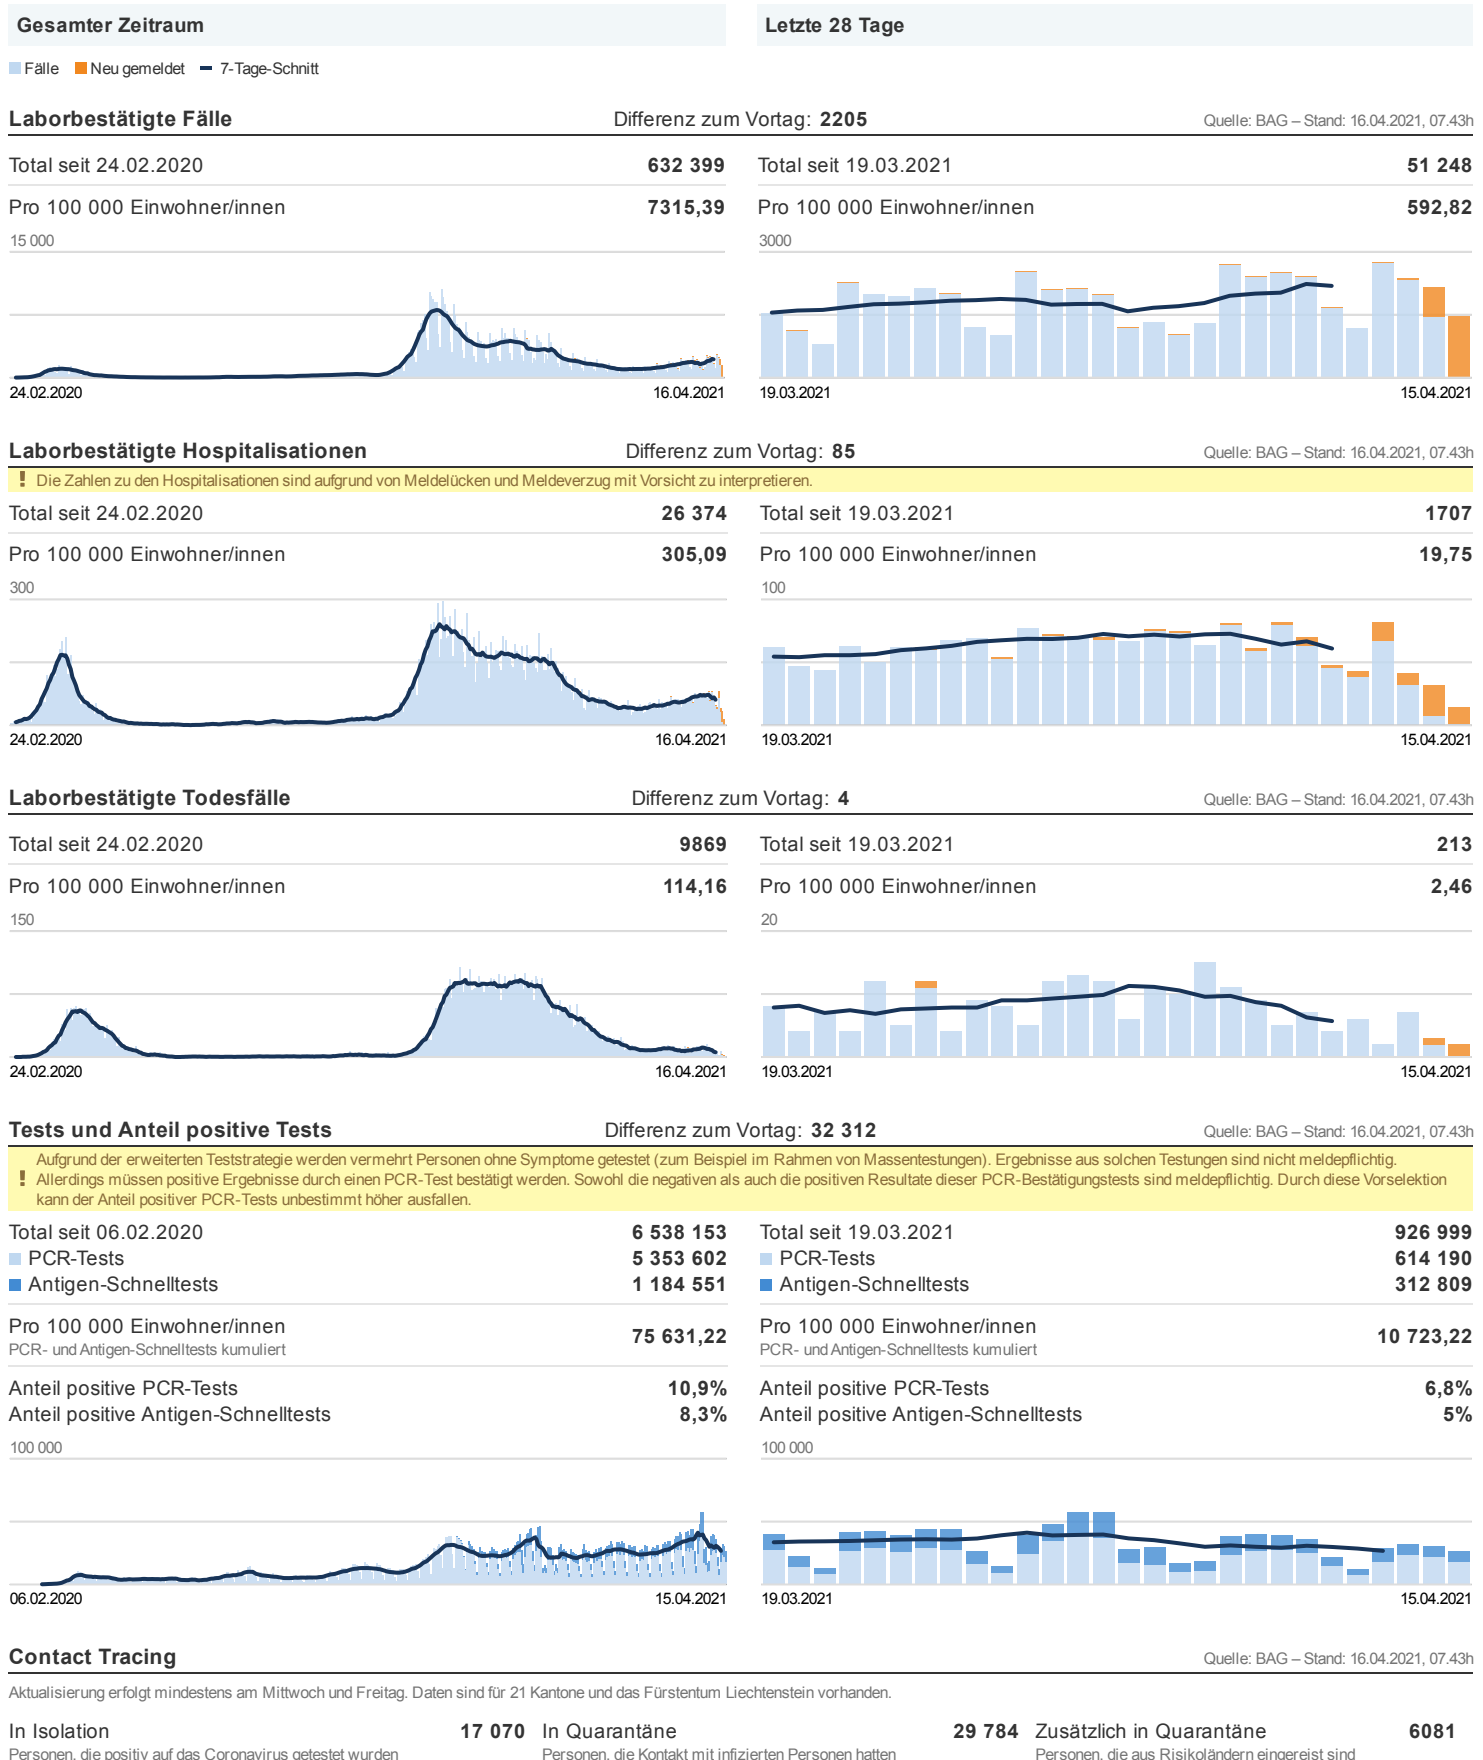 Gesamter Zeitraum
Letzte 28 Tage
Fälle Neu gemeldet 7-Tage-Schnitt
Laborbestätigte Fälle Differenz zum Vortag: 2205 Quelle: BAG – Stand: 16.04.2021, 07.43h
Total seit 24.02.2020 632 399
Pro 100 000 Einwohner/innen 7315,39
15 000
24.02.2020 16.04.2021
Total seit 19.03.2021 51 248
Pro 100 000 Einwohner/innen 592,82
3000
19.03.2021 15.04.2021
Laborbestätigte Hospitalisationen Differenz zum Vortag: 85 Quelle: BAG – Stand: 16.04.2021, 07.43h
! Die Zahlen zu den Hospitalisationen sind aufgrund von Meldelücken und Meldeverzug mit Vorsicht zu interpretieren.
Total seit 24.02.2020 26 374
Pro 100 000 Einwohner/innen 305,09
300
24.02.2020 16.04.2021
Total seit 19.03.2021 1707
Pro 100 000 Einwohner/innen 19,75
100
19.03.2021 15.04.2021
Laborbestätigte Todesfälle Differenz zum Vortag: 4 Quelle: BAG – Stand: 16.04.2021, 07.43h
Total seit 24.02.2020 9869
Pro 100 000 Einwohner/innen 114,16
150
24.02.2020 16.04.2021
Total seit 19.03.2021 213
Pro 100 000 Einwohner/innen 2,46
20
19.03.2021 15.04.2021
Tests und Anteil positive Tests Differenz zum Vortag: 32 312 Quelle: BAG – Stand: 16.04.2021, 07.43h
Aufgrund der erweiterten Teststrategie werden vermehrt Personen ohne Symptome getestet (zum Beispiel im Rahmen von Massentestungen). Ergebnisse aus solchen Testungen sind nicht meldepflichtig.
! Allerdings müssen positive Ergebnisse durch einen PCR-Test bestätigt werden. Sowohl die negativen als auch die positiven Resultate dieser PCR-Bestätigungstests sind meldepflichtig. Durch diese Vorselektion
kann der Anteil positiver PCR-Tests unbestimmt höher ausfallen.
Total seit 06.02.2020 6 538 153
PCR-Tests 5 353 602
Antigen-Schnelltests 1 184 551
Pro 100 000 Einwohner/innen 75 631,22
PCR- und Antigen-Schnelltests kumuliert
Anteil positive PCR-Tests 10,9%
Anteil positive Antigen-Schnelltests 8,3%
100 000
06.02.2020 15.04.2021
Total seit 19.03.2021 926 999
PCR-Tests 614 190
Antigen-Schnelltests 312 809
Pro 100 000 Einwohner/innen 10 723,22
PCR- und Antigen-Schnelltests kumuliert
Anteil positive PCR-Tests 6,8%
Anteil positive Antigen-Schnelltests 5%
100 000
19.03.2021 15.04.2021
Contact Tracing Quelle: BAG – Stand: 16.04.2021, 07.43h
Aktualisierung erfolgt mindestens am Mittwoch und Freitag. Daten sind für 21 Kantone und das Fürstentum Liechtenstein vorhanden.
In Isolation 17 070
Personen, die positiv auf das Coronavirus getestet wurden
In Quarantäne 29 784
Personen, die Kontakt mit infizierten Personen hatten
Zusätzlich in Quarantäne 6081
Personen, die aus Risikoländern eingereist sind